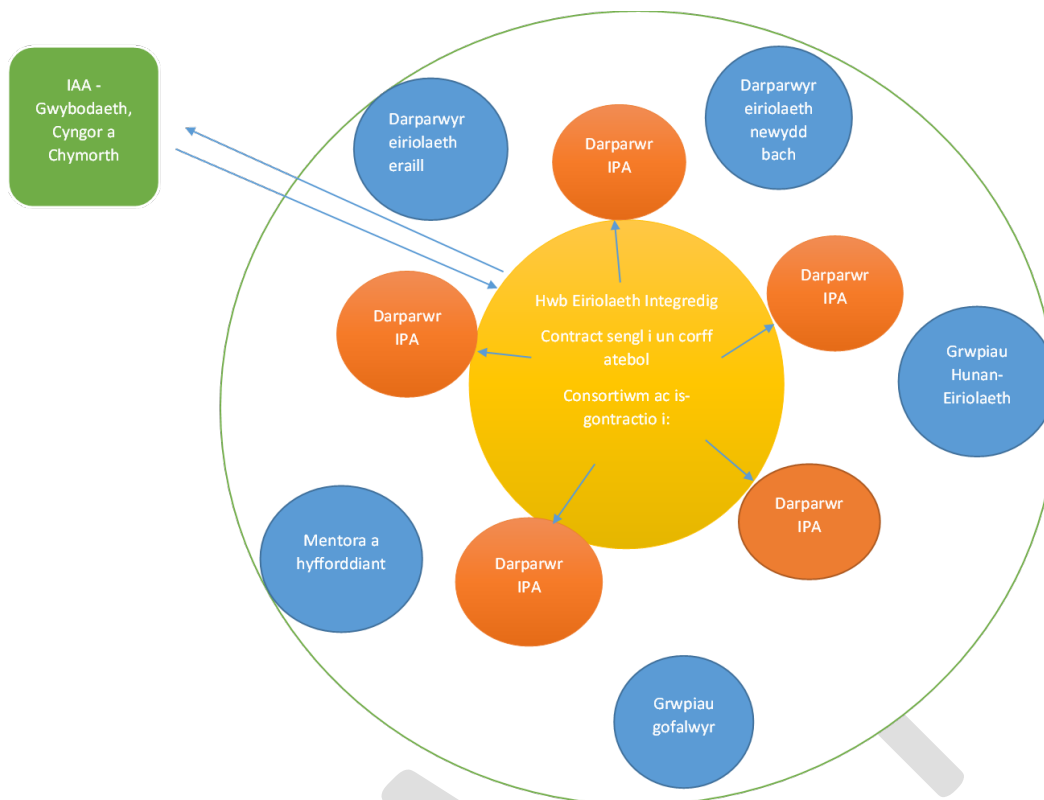 IAA -
Gwybodaeth,
Cyngor a
Chymorth
Darparwyr
eiriolaeth
eraill
Darparwr
IPA
Darparwyr
eiriolaeth
newydd
bach
Darparwr
IPA
Darparwr
IPA
Hwb Eiriolaeth Integredig
Contract sengl i un corff
atebol
Consortiwm ac is-
gontractio i:
Grwpiau
Hunan-
Eiriolaeth
Darparwr
IPA
Mentora a
hyfforddiant
Darparwr
IPA
Grwpiau
gofalwyr